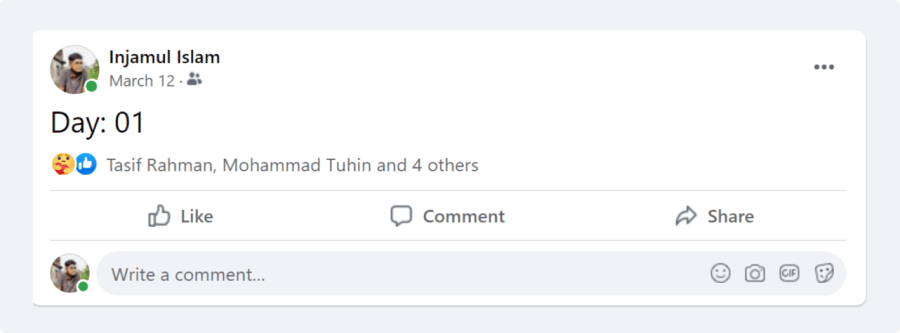 Injamul Islam
March 12 ·
Day: 01
Tasif Rahman, Mohammad Tuhin and 4 others
Like Comment Share
Write a comment...
GIF